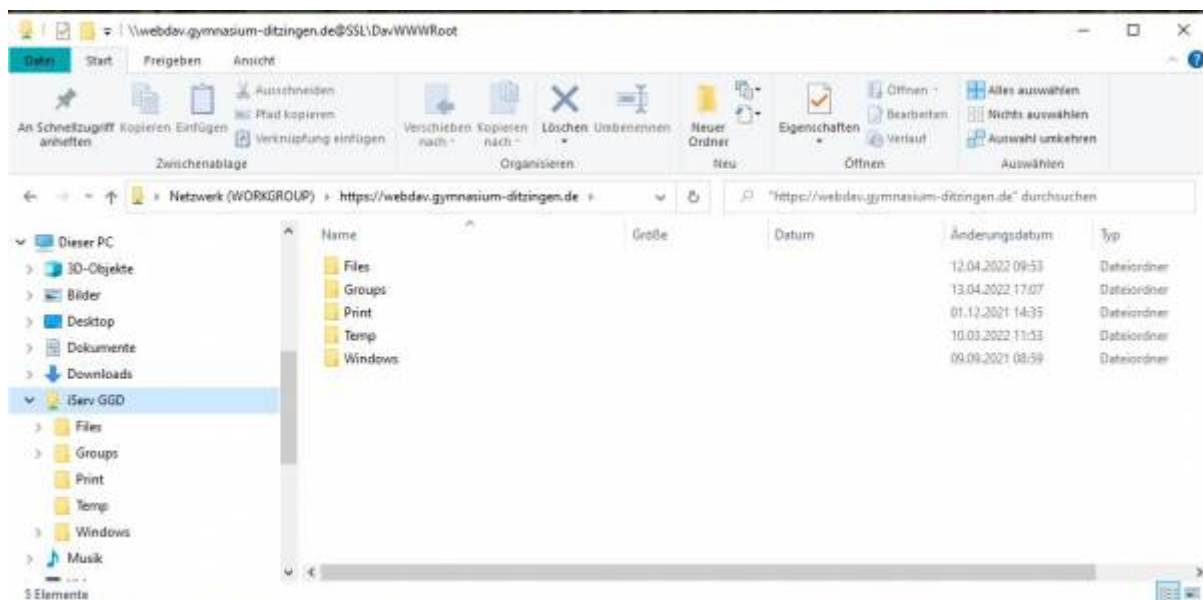 \\webdav.gymnasium-ditzingen.de@SSL\DavWWWRoot
Datei Start Freigeben Ansicht
An Schnellzugriff anheften
Kopieren
Einfügen
Ausschneiden
Pfad kopieren
Verknüpfung einfügen
Zwischenablage
Verschieben nach
Kopieren nach
Löschen
Umbenennen
Organisieren
Neuer Ordner
Neu
Eigenschaften
Öffnen
Bearbeiten
Verlauf
Öffnen
Alles auswählen
Nichts auswählen
Auswahl umkehren
Auswählen
Netzwerk (WORKGROUP) https://webdav.gymnasium-ditzingen.de
"https://webdav.gymnasium-ditzingen.de" durchsuchen
Dieser PC
3D-Objekte
Bilder
Desktop
Dokumente
Downloads
iServ GGD
Files
Groups
Print
Temp
Windows
Musik
Name Größe Datum Änderungsdatum Typ
Files 12.04.2022 09:53 Dateiordner
Groups 13.04.2022 17:07 Dateiordner
Print 01.12.2021 14:35 Dateiordner
Temp 10.03.2022 11:53 Dateiordner
Windows 09.09.2021 08:59 Dateiordner
5 Elemente